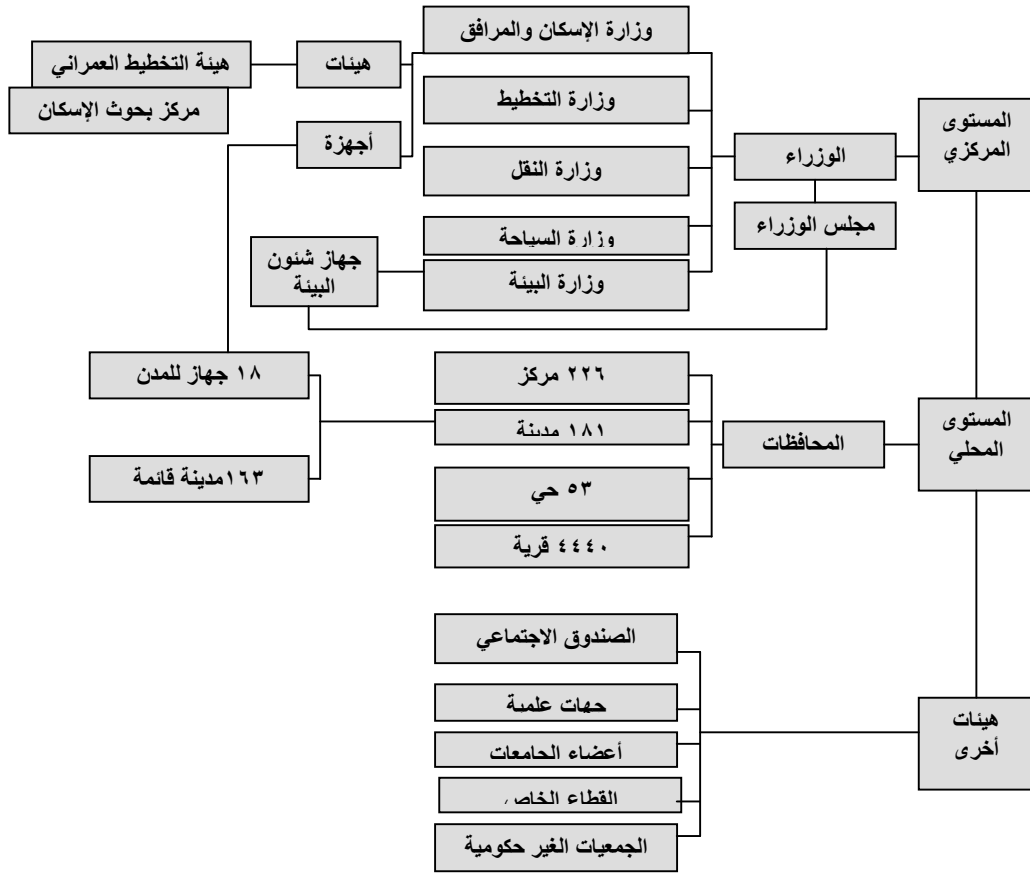 وزارة الإسكان والمرافق
هيئات
هيئة التخطيط العمراني
مركز بحوث الإسكان
أجهزة
وزارة التخطيط
المستوى
المركزي
الوزراء
وزارة النقل
مجلس الوزراء
وزارة السياحة
وزارة البيئة
جهاز شئون
البيئة
٢٢٦ مركز
١٨ جهاز للمدن
المستوى
المحلي
المحافظات
١٨١ مدينة
١٦٣مدينة قائمة
٥٣ حي
٤٤٤٠ قرية
الصندوق الاجتماعي
هيئات
أخرى
جهات علمية
أعضاء الجامعات
القطاع الخاص
الجمعيات الغير حكومية